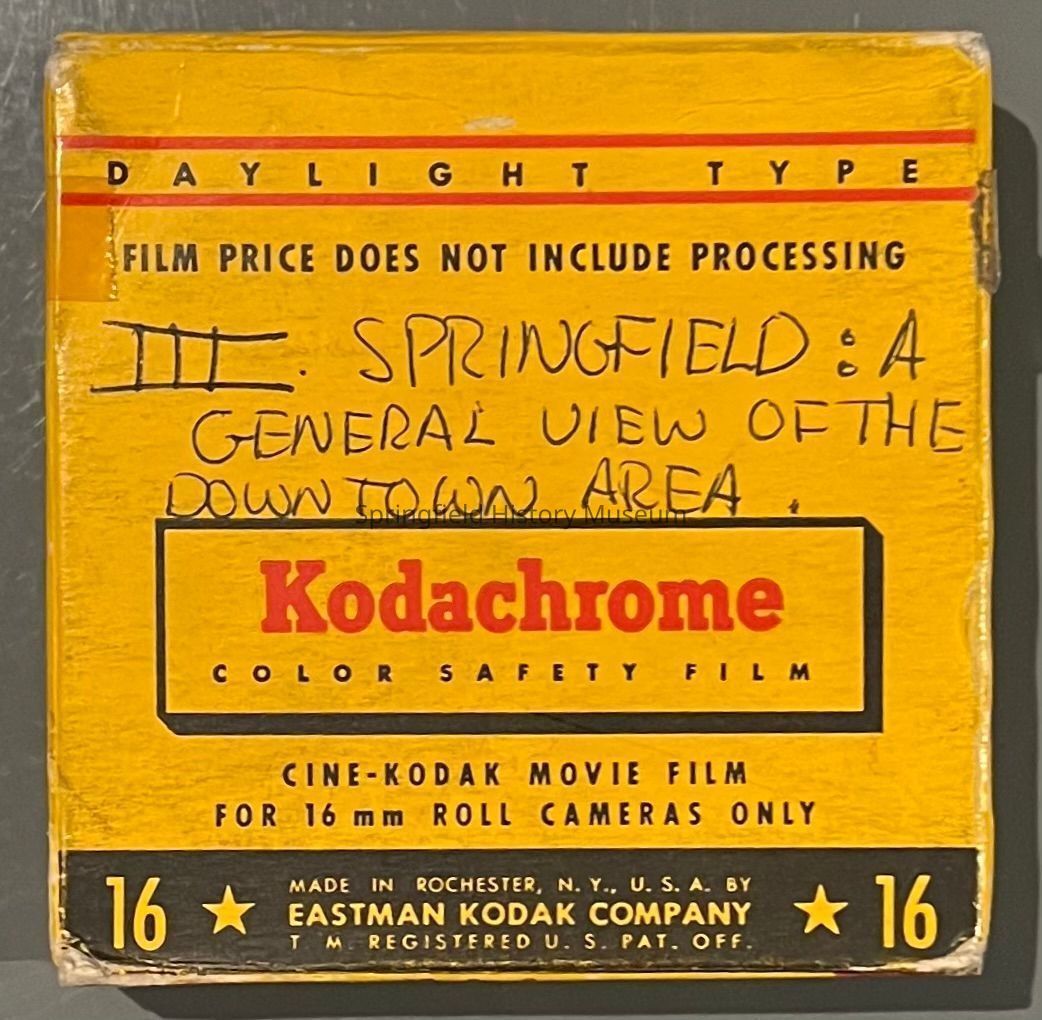 DAYLIGHT TYPE
FILM PRICE DOES NOT INCLUDE PROCESSING
III. SPRINGFIELD: A
GENERAL VIEW OF THE
DOWNTOWN AREA.
Springfield History Museum
Kodachrome
COLOR SAFETY FILM
CINE-KODAK MOVIE FILM
FOR 16 mm ROLL CAMERAS ONLY
16 ★ MADE IN ROCHESTER, N. Y., U. S. A. BY ★ 16
EASTMAN KODAK COMPANY
T. M. REGISTERED U. S. PAT. OFF.